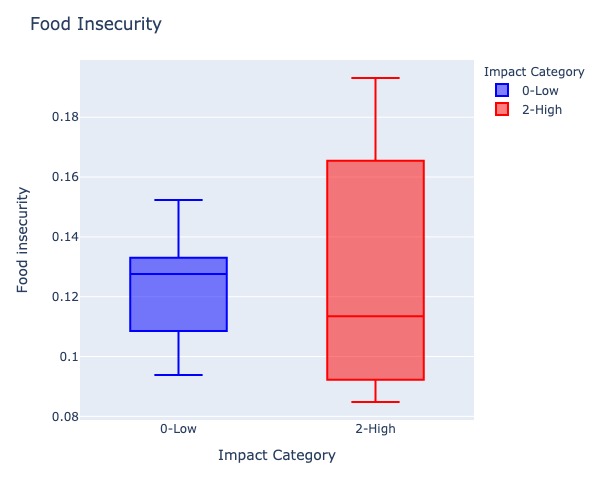 Food Insecurity
Impact Category
0-Low
2-High
Food insecurity
0.18
0.16
0.14
0.12
0.1
0.08
0-Low
2-High
Impact Category